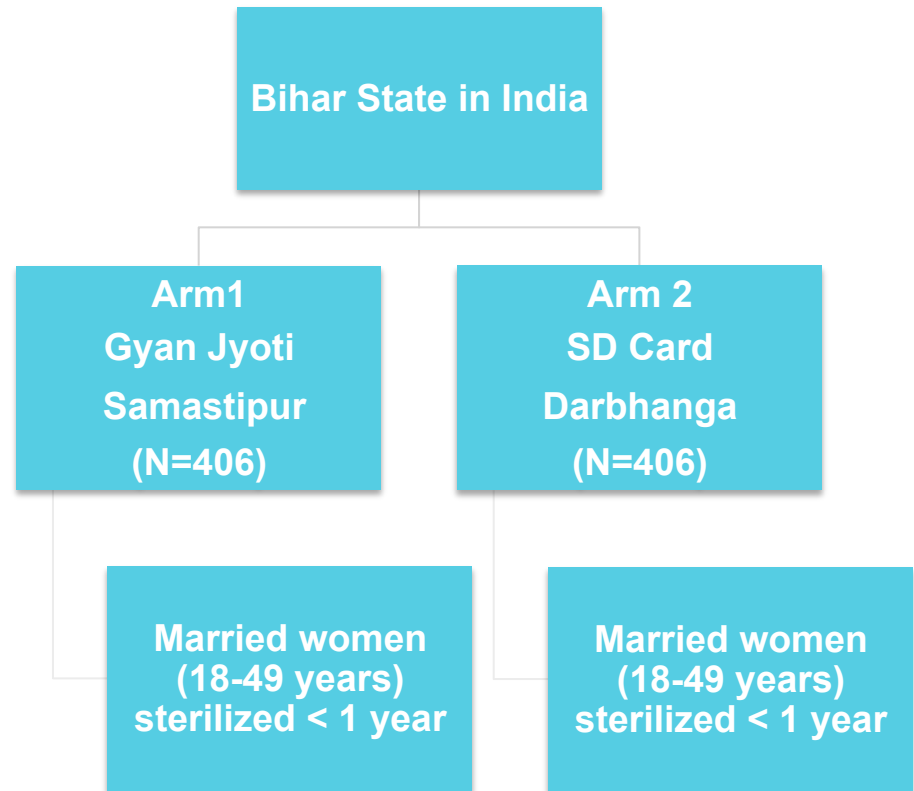 Bihar State in India
Arm1
Gyan Jyoti
Samastipur
(N=406)
Arm 2
SD Card
Darbhanga
(N=406)
Married women
(18-49 years)
sterilized < 1 year
Married women
(18-49 years)
sterilized < 1 year